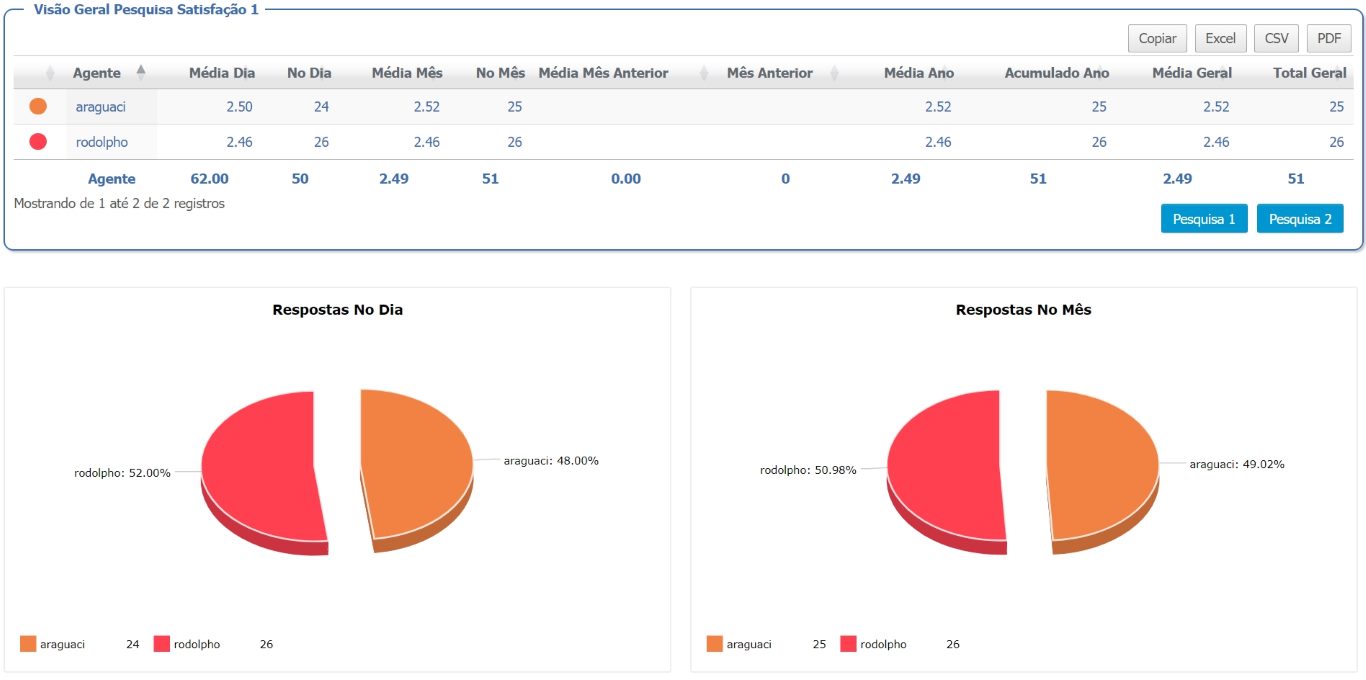 Visão Geral Pesquisa Satisfação 1
Copiar Excel CSV PDF
Agente Média Dia No Dia Média Mês No Mês Média Mês Anterior Mês Anterior Média Ano Acumulado Ano Média Geral Total Geral
araguaci 2.50 24 2.52 25 2.52 25 2.52 25
rodolpho 2.46 26 2.46 26 2.46 26 2.46 26
Agente 62.00 50 2.49 51 0.00 0 2.49 51 2.49 51
Mostrando de 1 até 2 de 2 registros
Pesquisa 1 Pesquisa 2
Respostas No Dia
rodolpho: 52.00%
araguaci: 48.00%
araguaci 24 rodolpho 26
Respostas No Mês
rodolpho: 50.98%
araguaci: 49.02%
araguaci 25 rodolpho 26